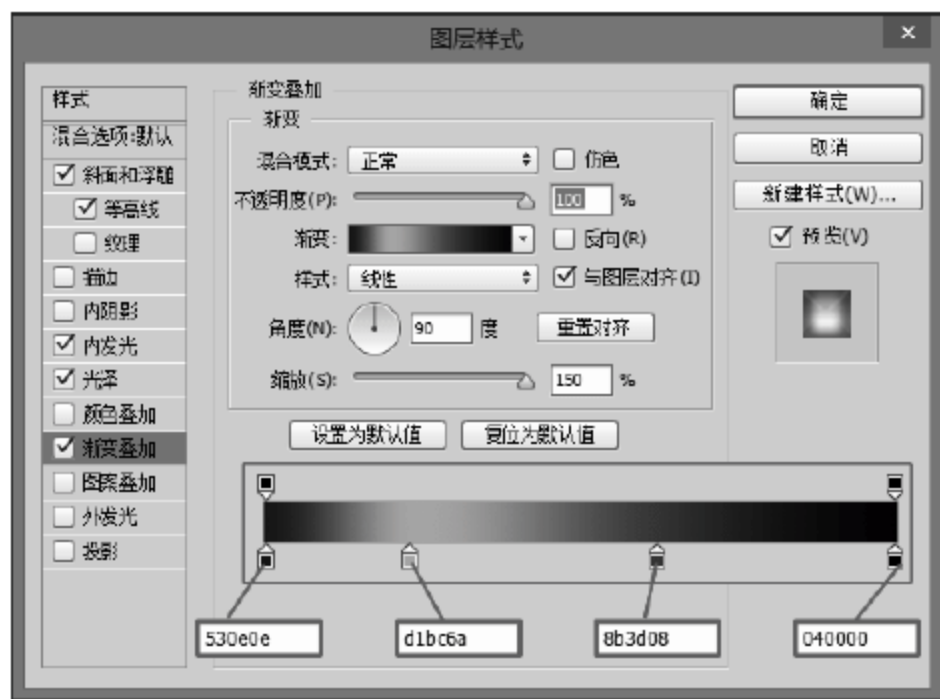 图层样式
样式
混合选项:默认
斜面和浮雕
等高线
纹理
描边
内阴影
内发光
光泽
颜色叠加
渐变叠加
图案叠加
外发光
投影
渐变叠加
渐变
混合模式: 正常 仿色
不透明度(P): 100 %
渐变: 反向(R)
样式: 线性 与图层对齐(I)
角度(N): 90 度 重置对齐
缩放(S): 150 %
设置为默认值 复位为默认值
530e0e d1bc6a 8b3d08 040000
确定
取消
新建样式(W)...
预览(V)